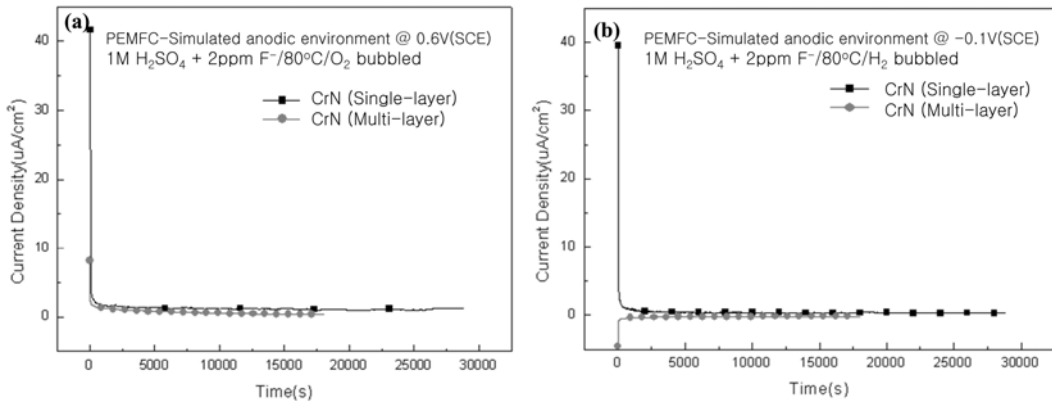 (a)
PEMFC-Simulated anodic environment @ 0.6V(SCE)
1M H₂SO₄ + 2ppm F⁻/80°C/O₂ bubbled
CrN (Single-layer)
CrN (Multi-layer)
Current Density(uA/cm²)
40
30
20
10
0
0 5000 10000 15000 20000 25000 30000
Time(s)
(b)
PEMFC-Simulated anodic environment @ −0.1V(SCE)
1M H₂SO₄ + 2ppm F⁻/80°C/H₂ bubbled
CrN (Single-layer)
CrN (Multi-layer)
Current Density(uA/cm²)
40
30
20
10
0
0 5000 10000 15000 20000 25000 30000
Time(s)